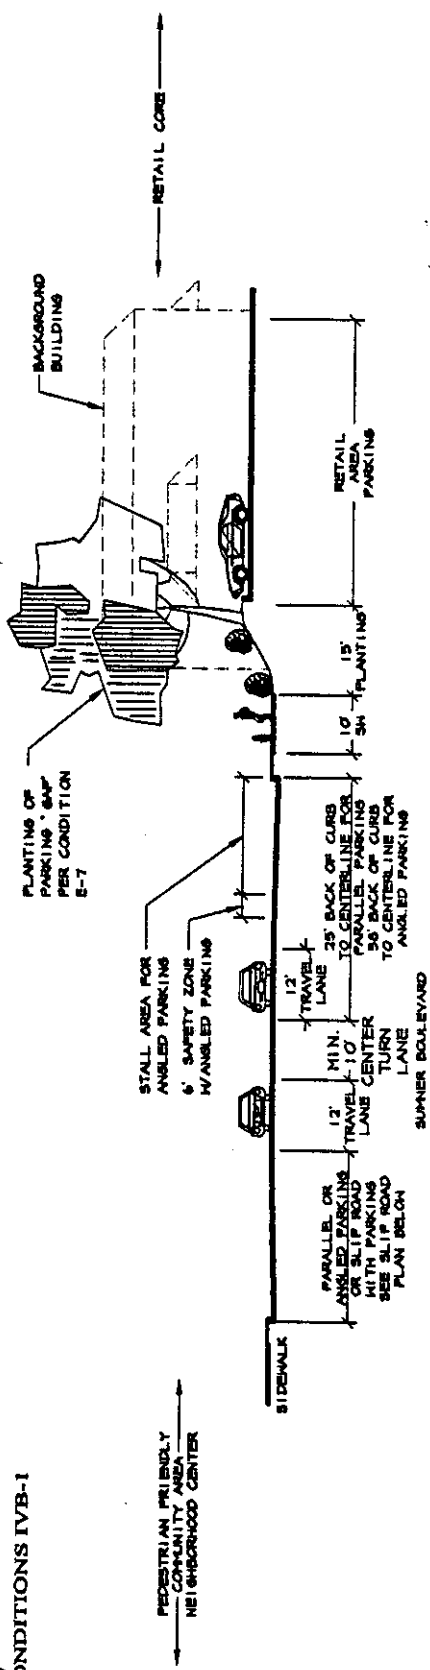 ONDITIONS IVB-1
PEDESTRIAN FRIENDLY
COMMUNITY AREA
NEIGHBORHOOD CENTER
SIDEWALK
PARALLEL OR
ANGLED PARKING
OR SLIP ROAD
WITH PARKING
SEE SLIP ROAD
PLAN BELOW
12'
TRAVEL
LANE
MIN.
10'
CENTER
TURN
LANE
SUMNER BOULEVARD
12'
TRAVEL
LANE
25' BACK OF CURB
TO CENTERLINE FOR
PARALLEL PARKING
38' BACK OF CURB
TO CENTERLINE FOR
ANGLED PARKING
STALL AREA FOR
ANGLED PARKING
6' SAFETY ZONE
W/ANGLED PARKING
PLANTING OF
PARKING 'GAP'
PER CONDITION
E-7
10'
SW
15'
PLANTING
RETAIL
AREA
PARKING
BACKGROUND
BUILDING
RETAIL CORE